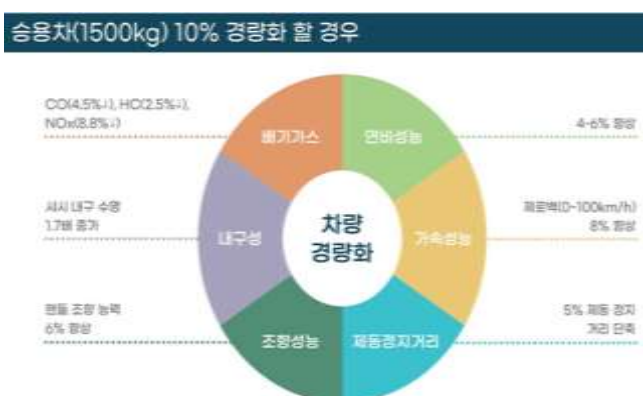 승용차(1500kg) 10% 경량화 할 경우
CO(4.5%↓), HC(2.5%↓),
NOx(8.8%↓)
배기가스
연비성능
4-6% 향상
섀시 내구 수명
1.7배 증가
내구성
차량
경량화
가속성능
제로백(0~100km/h)
8% 향상
핸들 조향 능력
6% 향상
조향성능
제동정지거리
5% 제동 정지
거리 단축